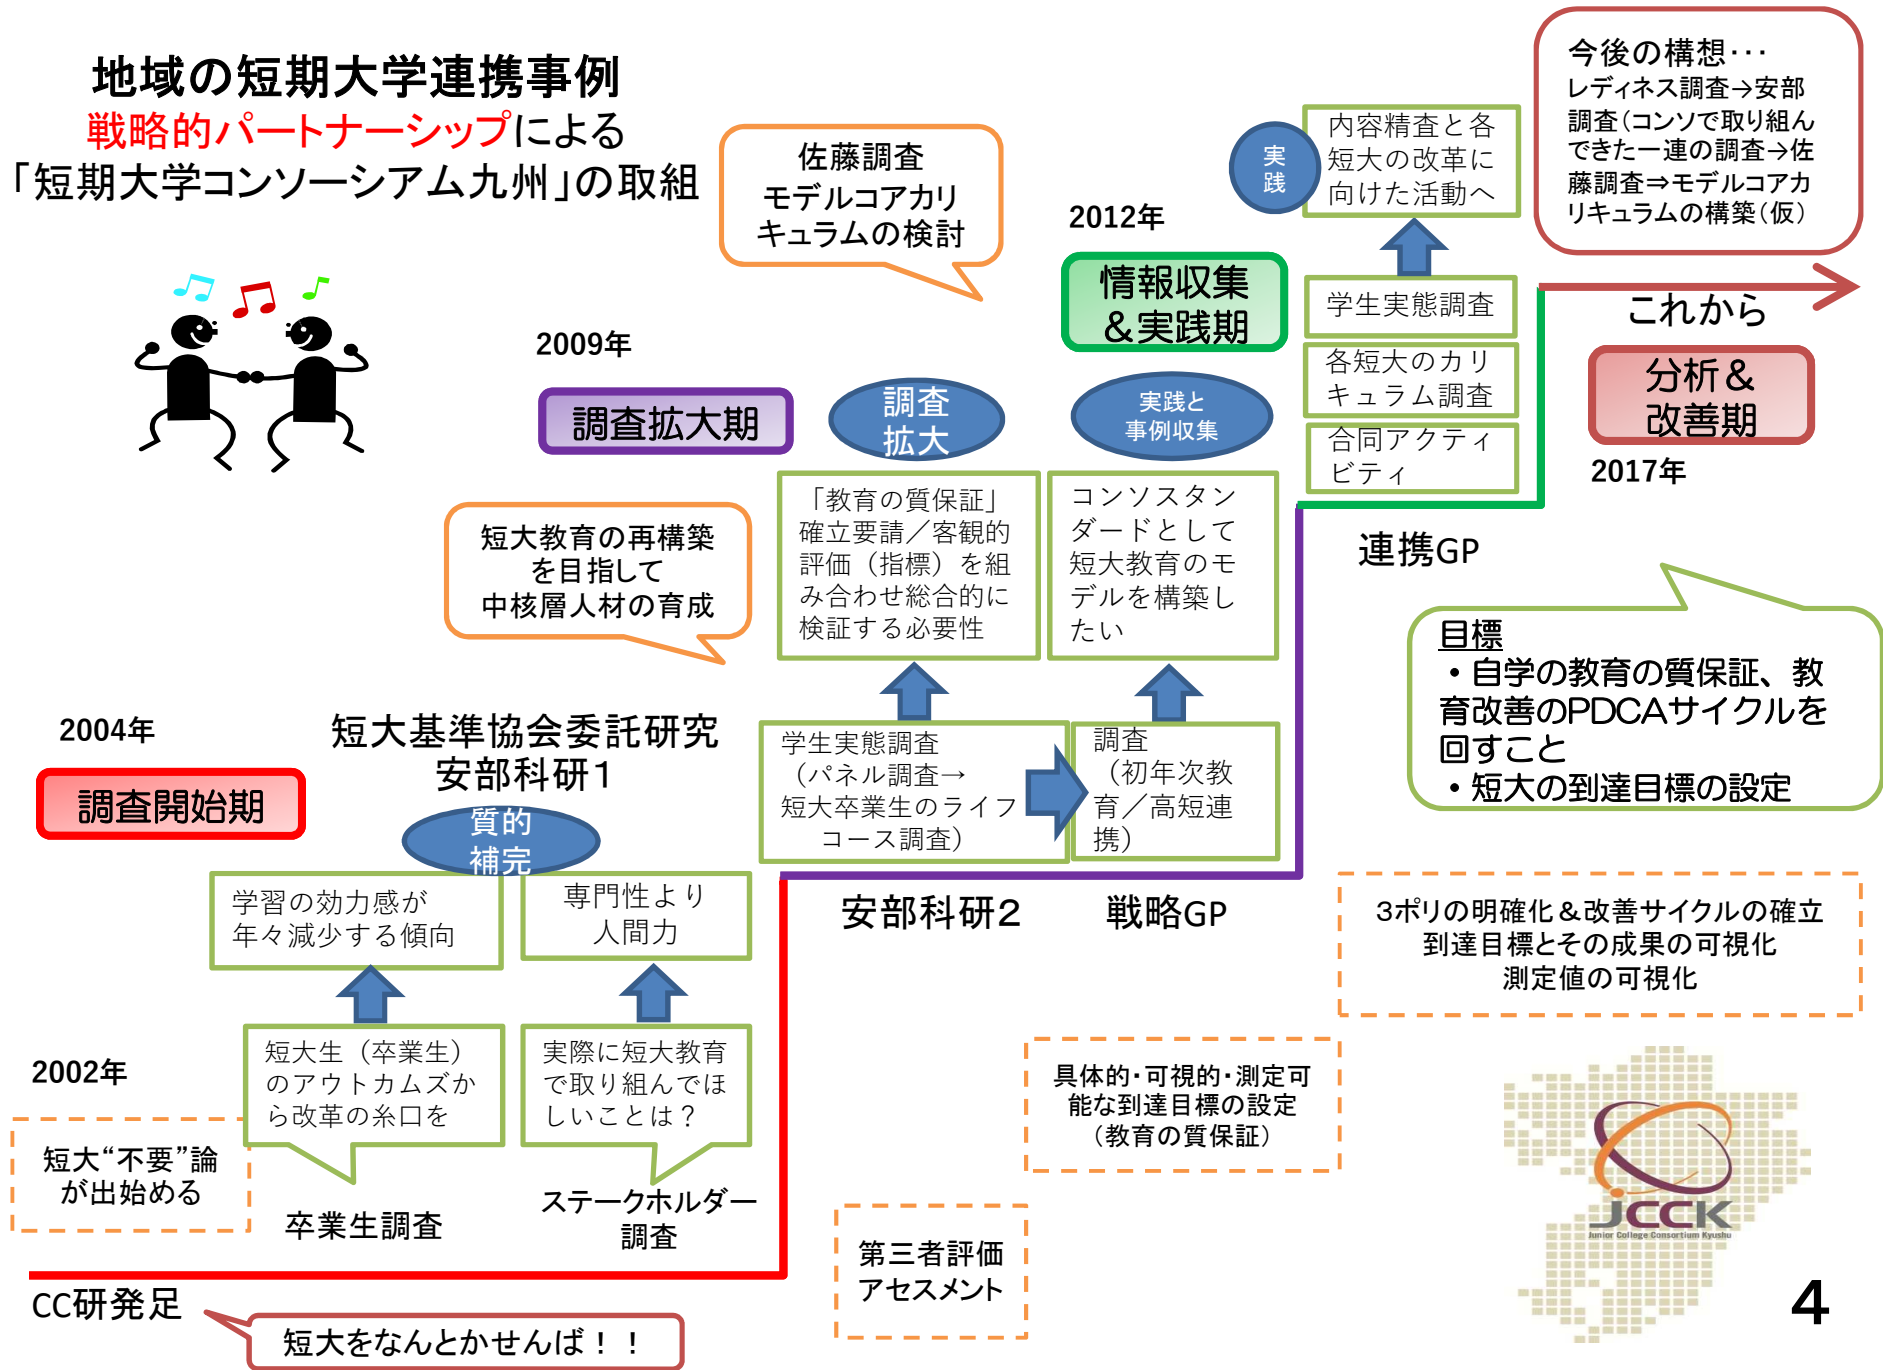 地域の短期大学連携事例
戦略的パートナーシップによる
「短期大学コンソーシアム九州」の取組
佐藤調査
モデルコアカリ
キュラムの検討
2012年
情報収集
＆実践期
実
践
内容精査と各
短大の改革に
向けた活動へ
今後の構想･･･
レディネス調査→安部
調査（コンソで取り組ん
できた一連の調査→佐
藤調査⇒モデルコアカ
リキュラムの構築（仮）
学生実態調査
各短大のカリ
キュラム調査
合同アクティ
ビティ
これから
分析＆
改善期
2017年
2009年
調査拡大期
調査
拡大
実践と
事例収集
「教育の質保証」
確立要請／客観的
評価（指標）を組
み合わせ総合的に
検証する必要性
コンソスタン
ダードとして
短大教育のモ
デルを構築し
たい
連携GP
短大教育の再構築
を目指して
中核層人材の育成
目標
・自学の教育の質保証、教
育改善のPDCAサイクルを
回すこと
・短大の到達目標の設定
2004年
調査開始期
短大基準協会委託研究
安部科研１
質的
補完
学生実態調査
（パネル調査→
短大卒業生のライフ
コース調査）
調査
（初年次教
育／高短連
携）
学習の効力感が
年々減少する傾向
専門性より
人間力
安部科研２
戦略GP
3ポリの明確化＆改善サイクルの確立
到達目標とその成果の可視化
測定値の可視化
2002年
短大生（卒業生）
のアウトカムズか
ら改革の糸口を
実際に短大教育
で取り組んでほ
しいことは？
具体的・可視的・測定可
能な到達目標の設定
（教育の質保証）
短大“不要”論
が出始める
卒業生調査
ステークホルダー
調査
第三者評価
アセスメント
JCCK
Junior College Consortium Kyushu
CC研発足
短大をなんとかせんば！！
4